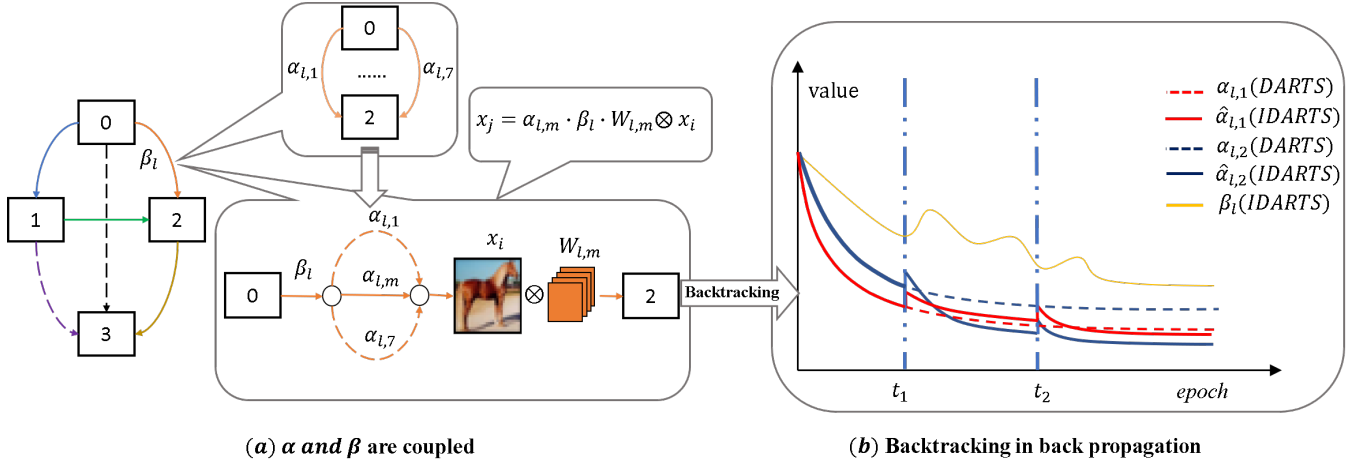 0
1
2
3
β_l
0
α_{l,1}
......
α_{l,7}
2
x_j = α_{l,m} · β_l · W_{l,m} ⊗ x_i
0
β_l
α_{l,1}
α_{l,m}
α_{l,7}
x_i
⊗
W_{l,m}
2
Backtracking
value
α_{l,1}(DARTS)
α̂_{l,1}(IDARTS)
α_{l,2}(DARTS)
α̂_{l,2}(IDARTS)
β_l(IDARTS)
t_1
t_2
epoch
(a) α and β are coupled
(b) Backtracking in back propagation